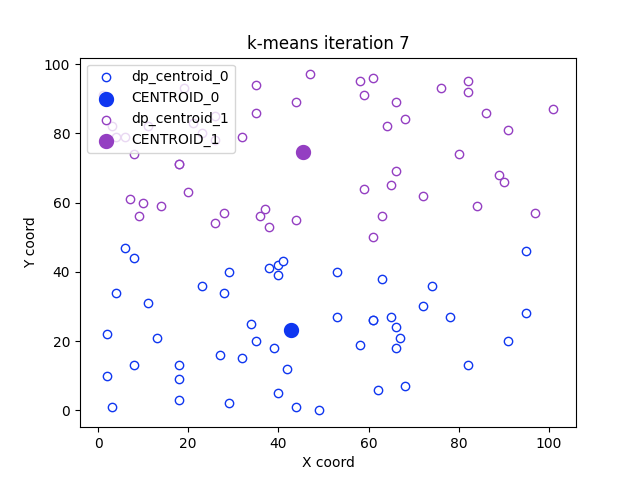 k-means iteration 7
dp_centroid_0
CENTROID_0
dp_centroid_1
CENTROID_1
100
80
60
40
20
0
Y coord
0 20 40 60 80 100
X coord